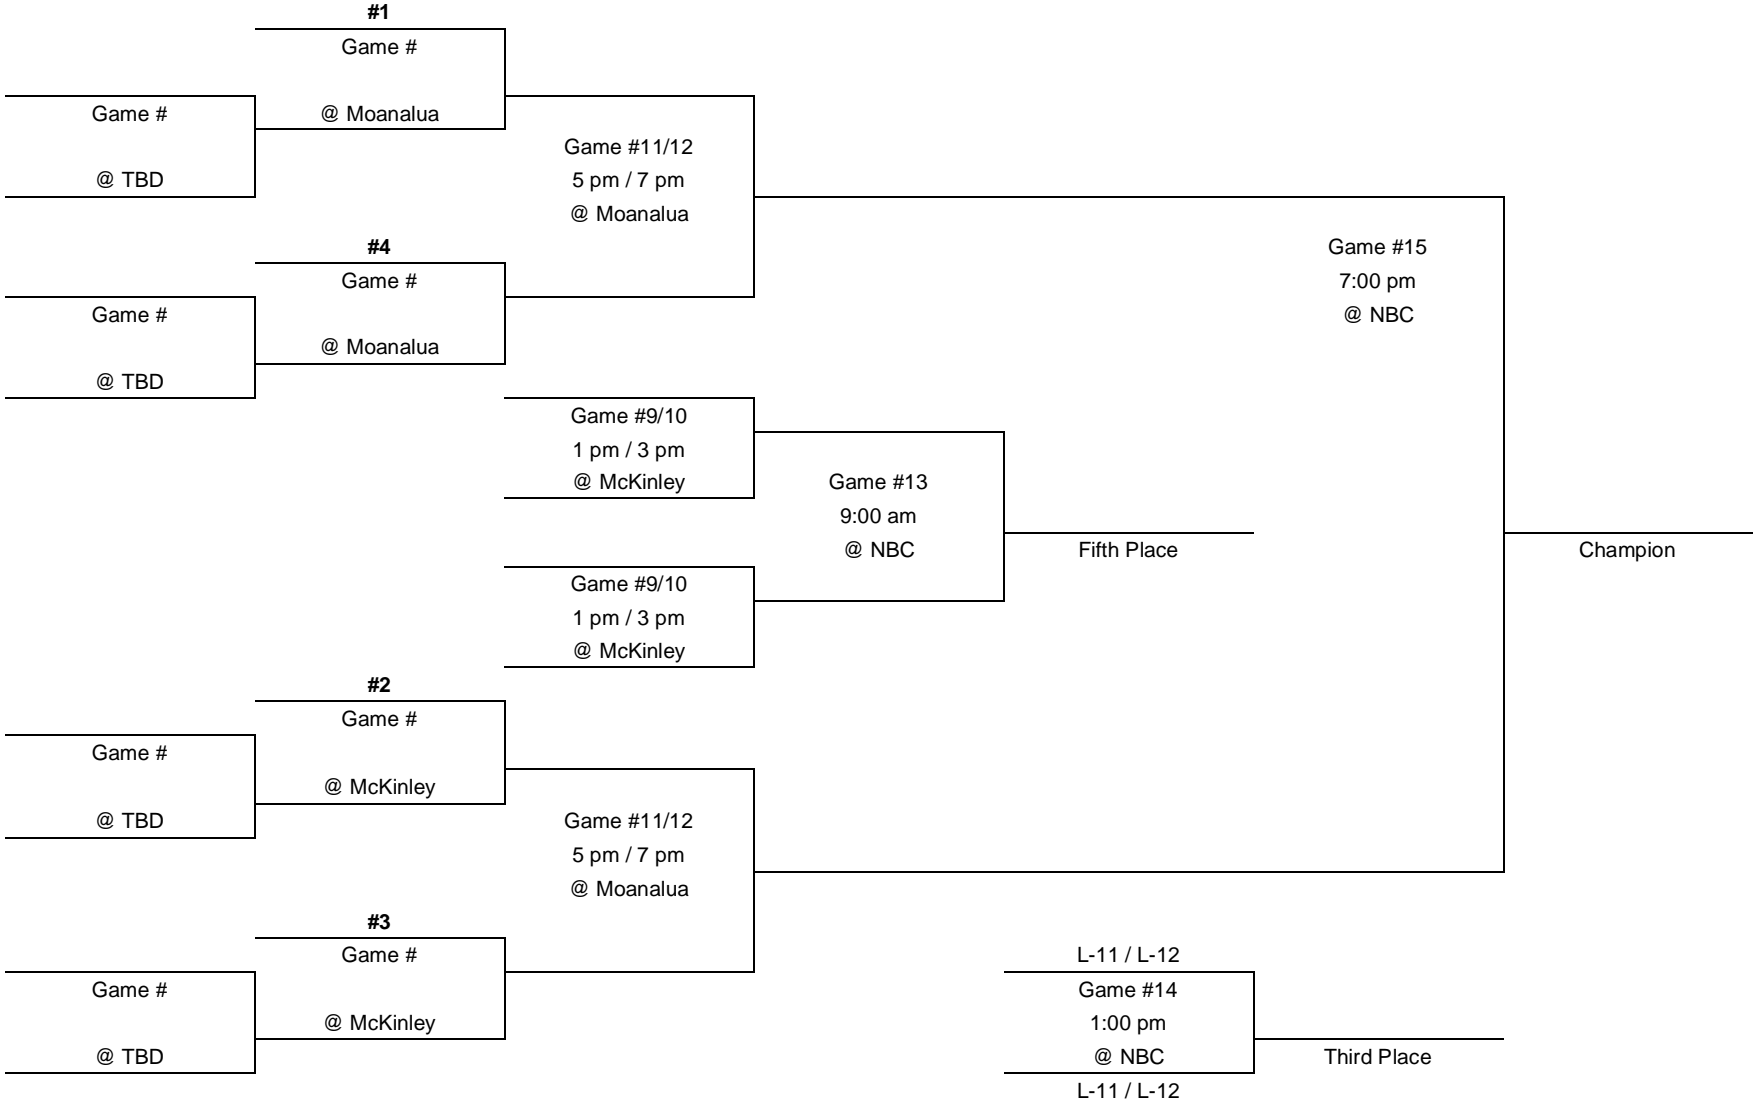 #1
Game #
@ Moanalua
Game #
@ TBD
Game #11/12
5 pm / 7 pm
@ Moanalua
#4
Game #
@ Moanalua
Game #
@ TBD
Game #15
7:00 pm
@ NBC
Game #9/10
1 pm / 3 pm
@ McKinley
Game #13
9:00 am
@ NBC
Fifth Place
Champion
Game #9/10
1 pm / 3 pm
@ McKinley
#2
Game #
@ McKinley
Game #
@ TBD
Game #11/12
5 pm / 7 pm
@ Moanalua
#3
Game #
@ McKinley
Game #
@ TBD
L-11 / L-12
Game #14
1:00 pm
@ NBC
L-11 / L-12
Third Place